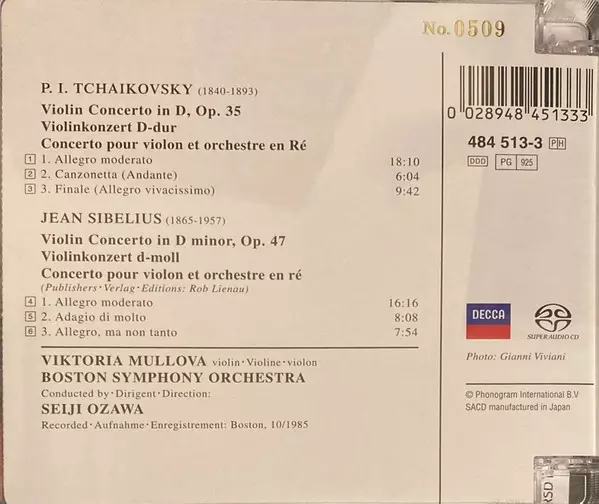 No. 0509
P. I. TCHAIKOVSKY (1840-1893)
Violin Concerto in D, Op. 35
Violinkonzert D-dur
Concerto pour violon et orchestre en Ré
1 1. Allegro moderato 18:10
2 2. Canzonetta (Andante) 6:04
3 3. Finale (Allegro vivacissimo) 9:42
JEAN SIBELIUS (1865-1957)
Violin Concerto in D minor, Op. 47
Violinkonzert d-moll
Concerto pour violon et orchestre en ré
(Publishers · Verlag · Editions: Rob Lienau)
4 1. Allegro moderato 16:16
5 2. Adagio di molto 8:08
6 3. Allegro, ma non tanto 7:54
VIKTORIA MULLOVA violin · Violine · violon
BOSTON SYMPHONY ORCHESTRA
Conducted by · Dirigent · Direction:
SEIJI OZAWA
Recorded · Aufnahme · Enregistrement: Boston, 10/1985
0 028948 451333
484 513-3 PH
DDD PG 925
DECCA
SUPER AUDIO CD
Photo: Gianni Viviani
℗ Phonogram International B.V
SACD manufactured in Japan